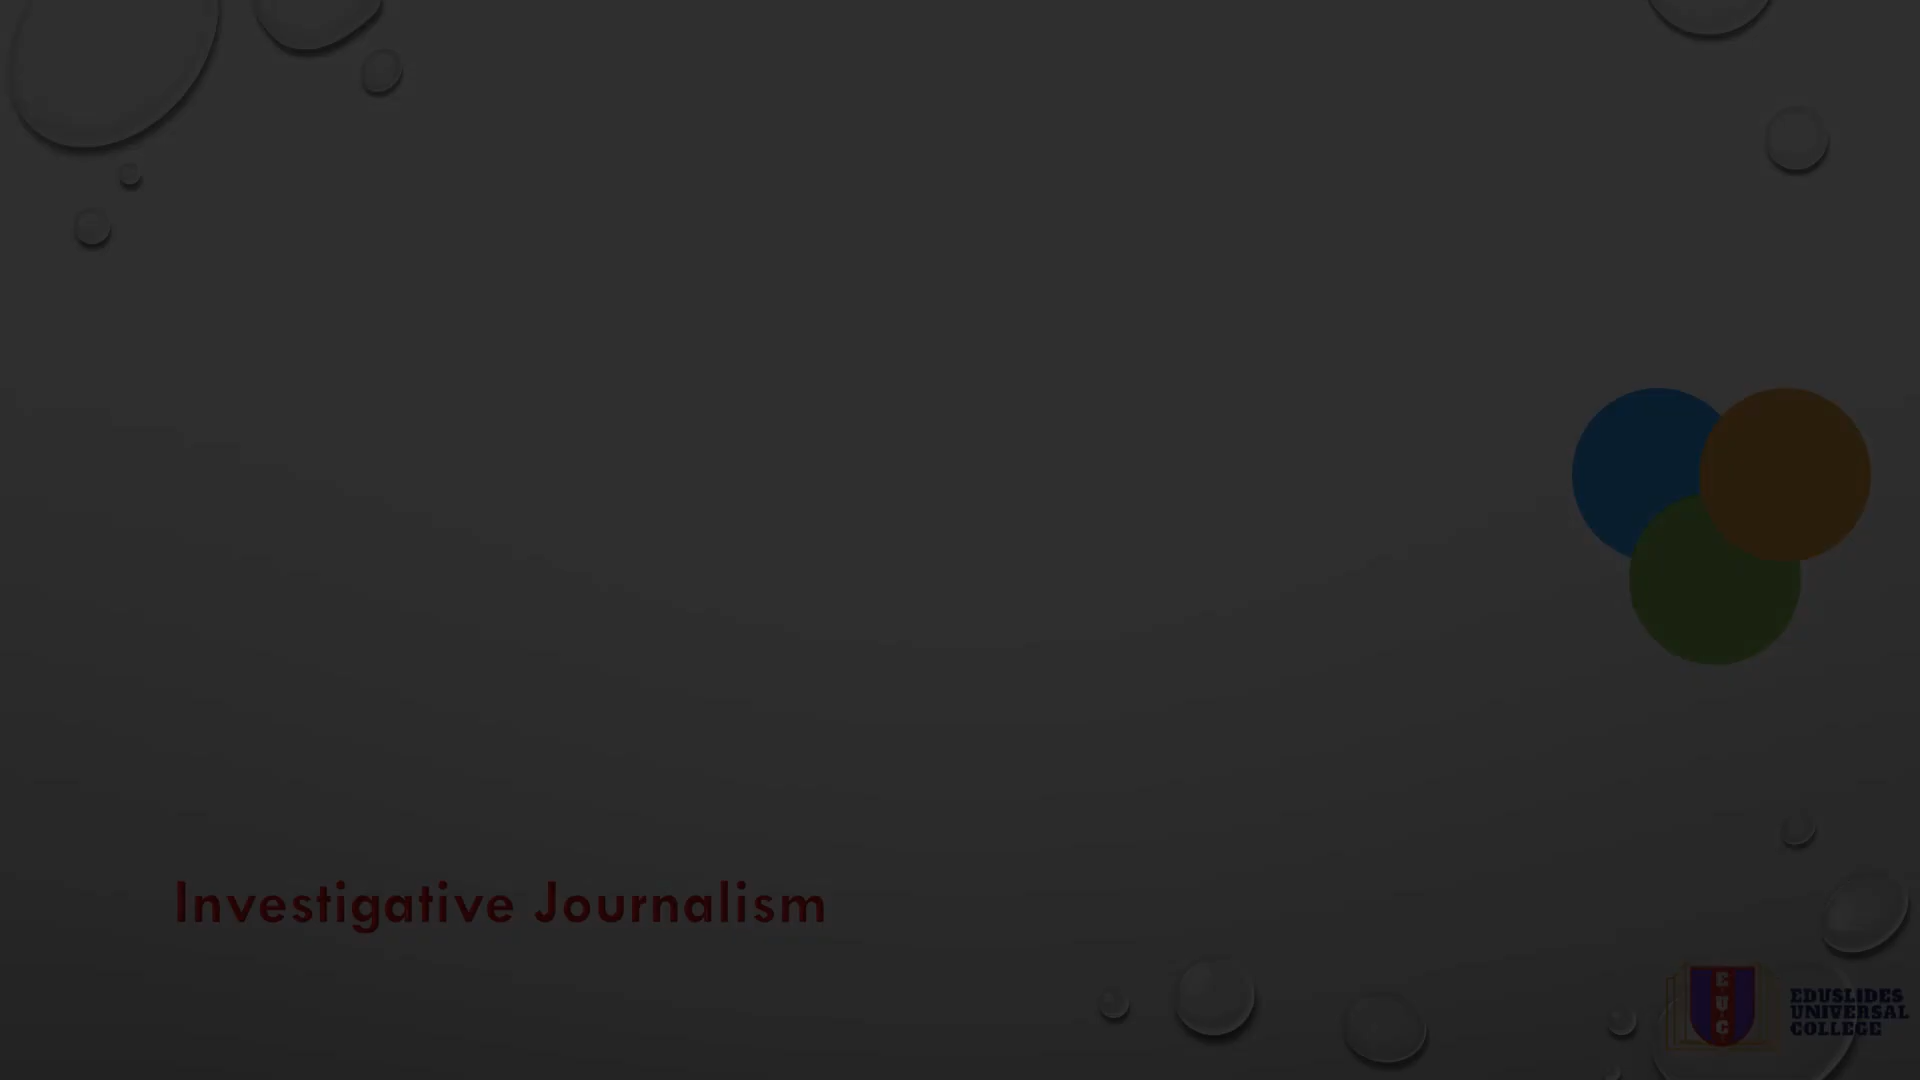 Investigative Journalism
E
U
C
EDUSLIDES
UNIVERSAL
COLLEGE